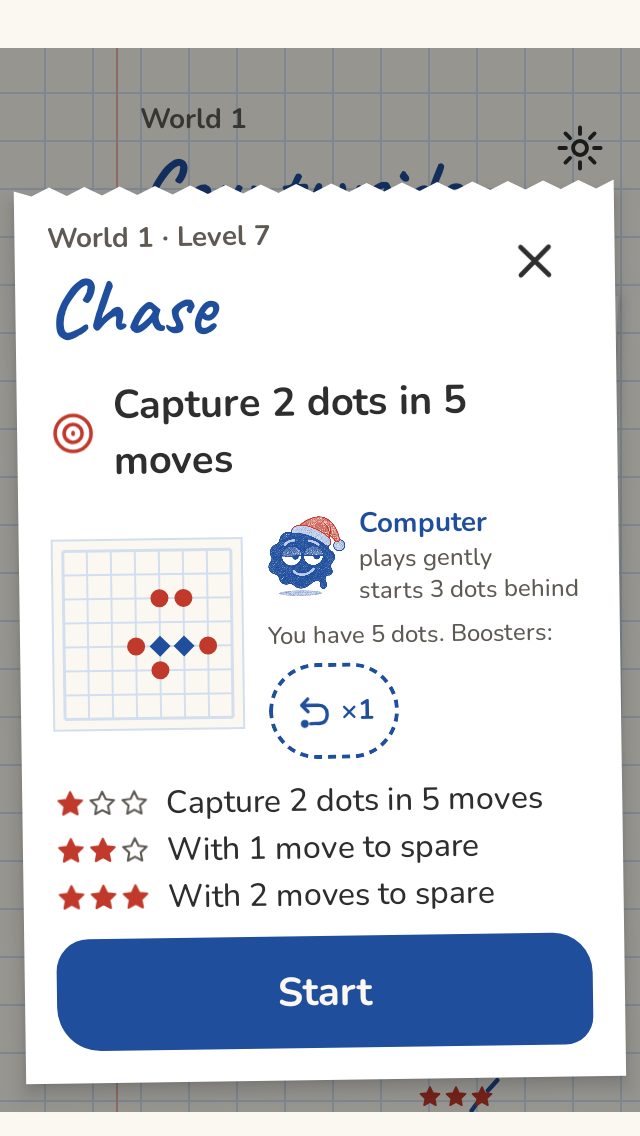 World 1
World 1 · Level 7
Chase
Capture 2 dots in 5
moves
Computer
plays gently
starts 3 dots behind
You have 5 dots. Boosters:
×1
Capture 2 dots in 5 moves
With 1 move to spare
With 2 moves to spare
Start